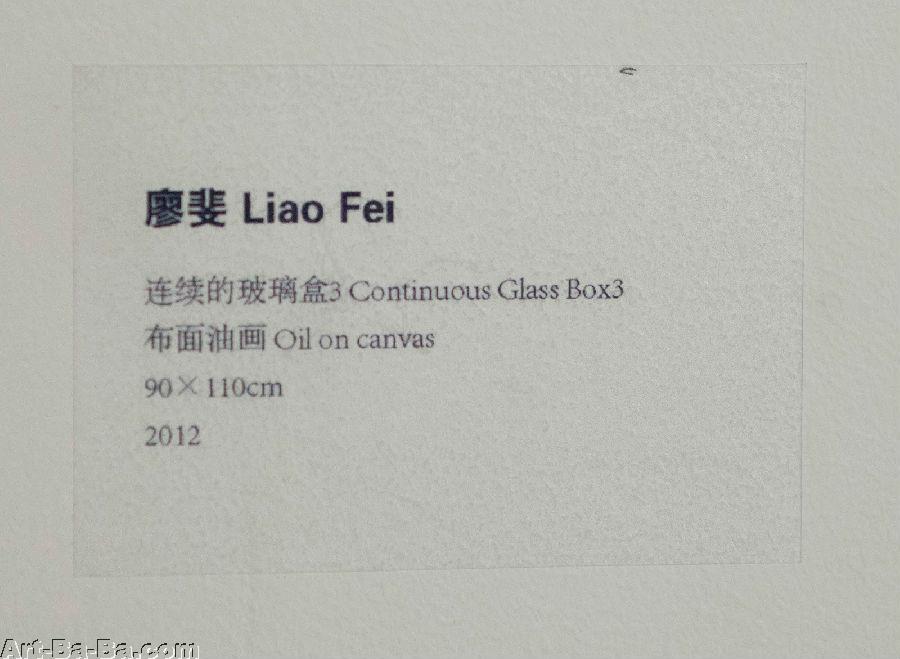 廖斐 Liao Fei
连续的玻璃盒3 Continuous Glass Box3
布面油画 Oil on canvas
90×110cm
2012
Art-Ba-Ba.com